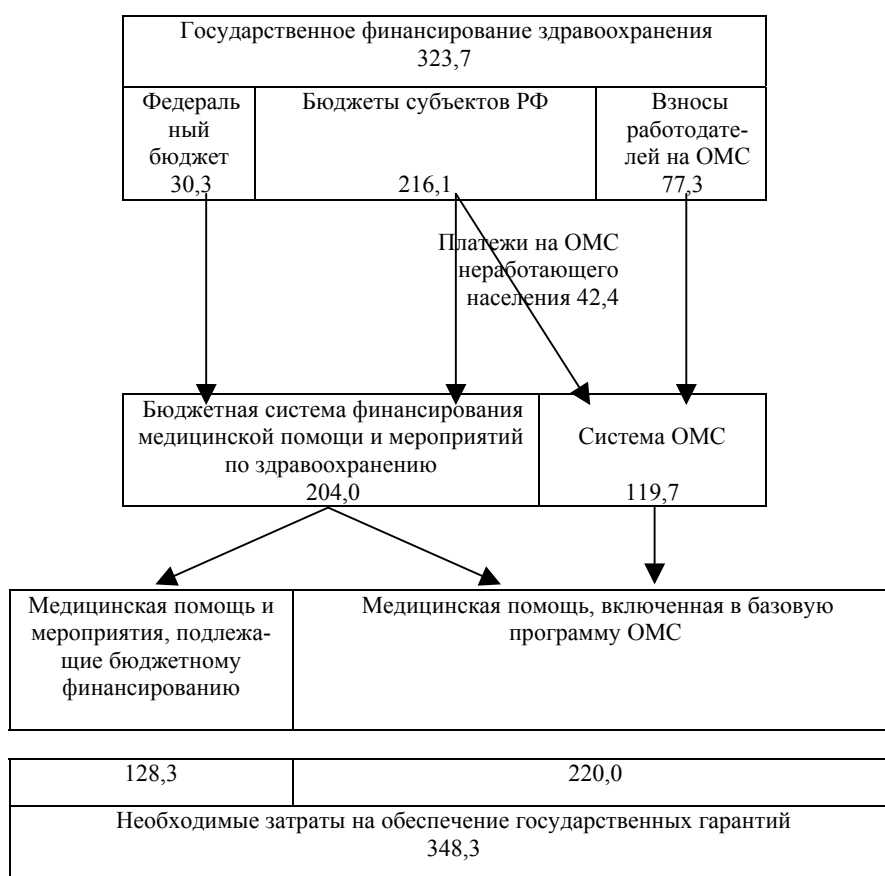 Государственное финансирование здравоохранения
323,7
Федераль
ный
бюджет
30,3
Бюджеты субъектов РФ
216,1
Взносы
работодате-
лей на ОМС
77,3
Платежи на ОМС
неработающего
населения 42,4
Бюджетная система финансирования
медицинской помощи и мероприятий
по здравоохранению
204,0
Система ОМС
119,7
Медицинская помощь и
мероприятия, подлежа-
щие бюджетному
финансированию
Медицинская помощь, включенная в базовую
программу ОМС
128,3
220,0
Необходимые затраты на обеспечение государственных гарантий
348,3